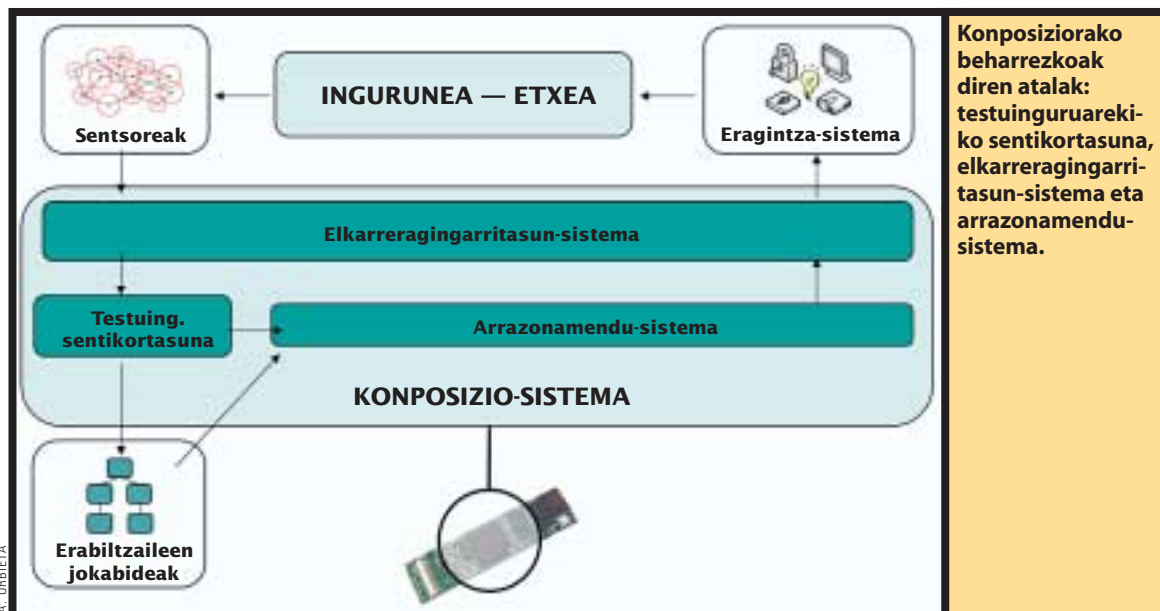 INGURUNEA — ETXEA
Sentsoreak
Eragintza-sistema
Elkarreragingarritasun-sistema
Testuing.
sentikortasuna
Arrazonamendu-sistema
KONPOSIZIO-SISTEMA
Erabiltzaileen
jokabideak
A. URBIETA
Konposiziorako
beharrezkoak
diren atalak:
testuinguruareki-
ko sentikortasuna,
elkarreragingarri-
tasun-sistema eta
arrazonamendu-
sistema.